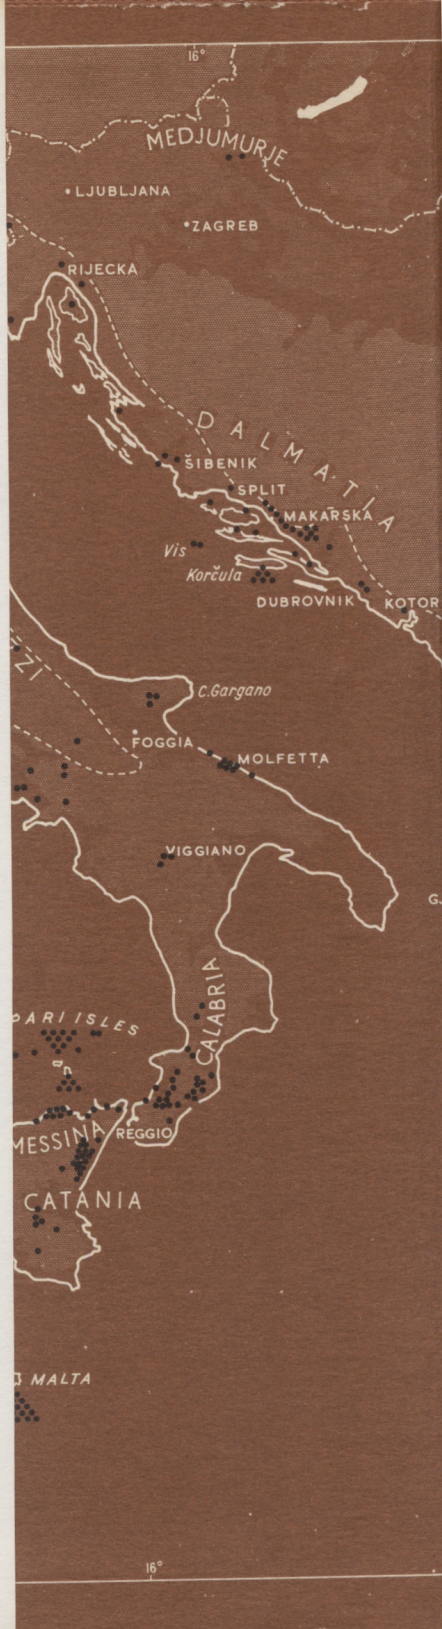 16°
MEDJUMURJE
LJUBLJANA
ZAGREB
RIJECKA
DALMATIA
ŠIBENIK
SPLIT
MAKARSKA
Vis
Korčula
DUBROVNIK
KOTOR
ZI
C.Gargano
FOGGIA
MOLFETTA
VIGGIANO
G
CALABRIA
ARI ISLES
MESSINA
REGGIO
CATANIA
MALTA
16°